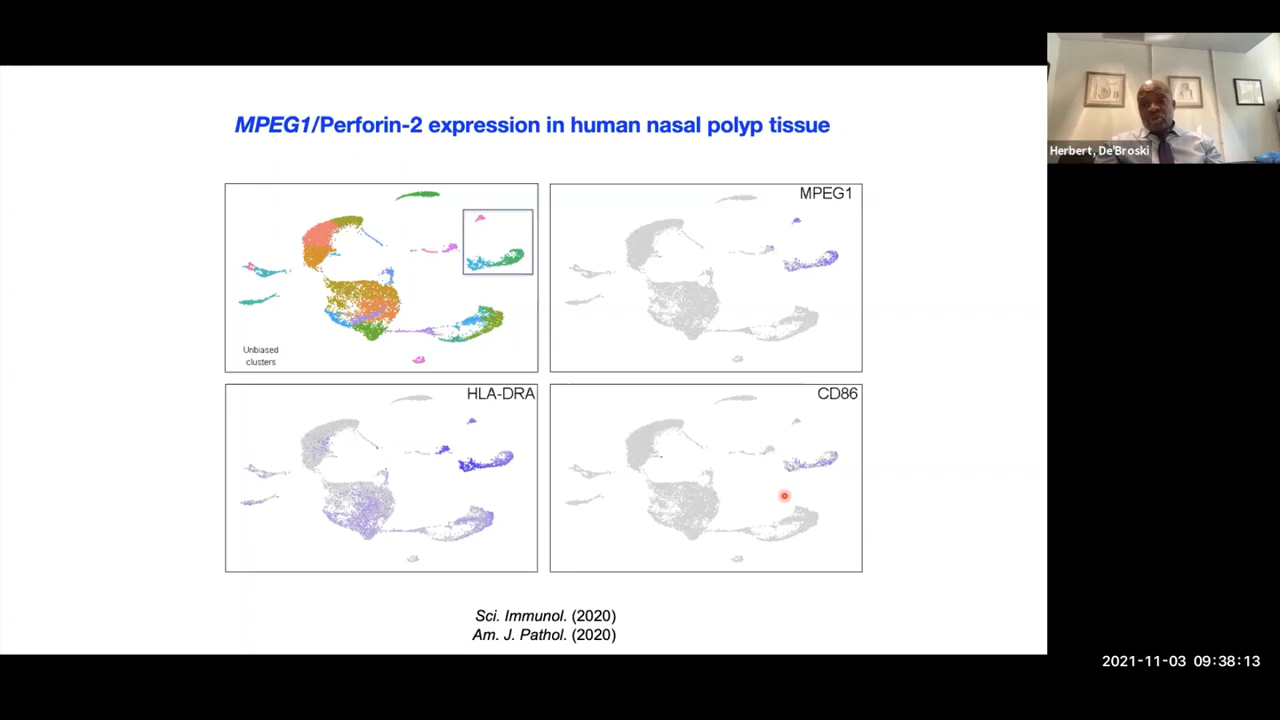 MPEG1/Perforin-2 expression in human nasal polyp tissue
Herbert, De'Broski
MPEG1
Unbiased
clusters
HLA-DRA
CD86
Sci. Immunol. (2020)
Am. J. Pathol. (2020)
2021-11-03 09:38:13